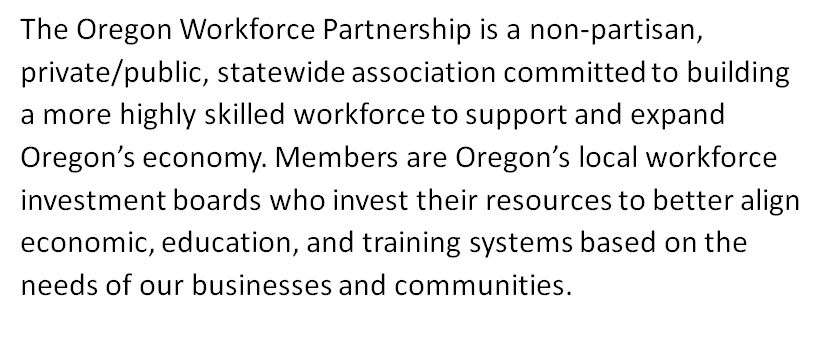 The Oregon Workforce Partnership is a non-partisan,
private/public, statewide association committed to building
a more highly skilled workforce to support and expand
Oregon’s economy. Members are Oregon’s local workforce
investment boards who invest their resources to better align
economic, education, and training systems based on the
needs of our businesses and communities.